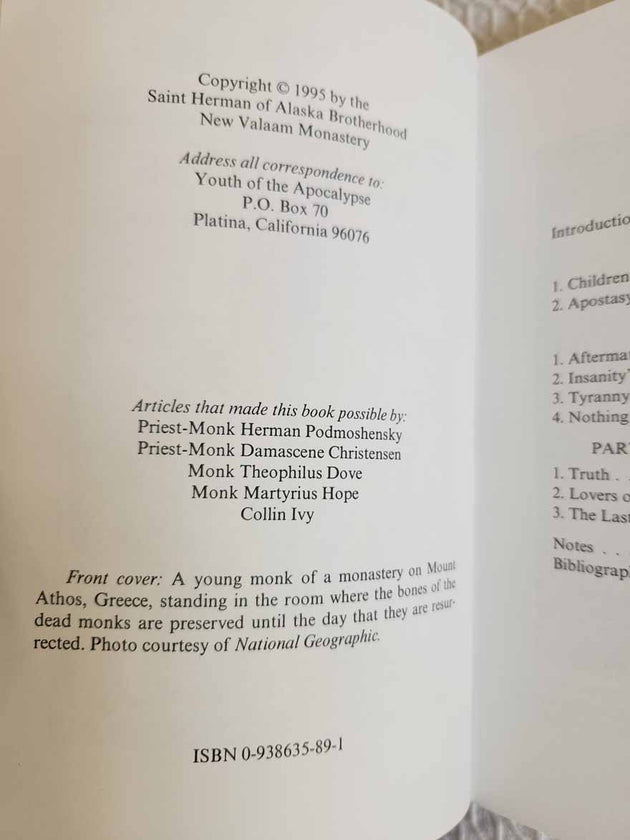 Copyright © 1995 by the
Saint Herman of Alaska Brotherhood
New Valaam Monastery
Address all correspondence to:
Youth of the Apocalypse
P.O. Box 70
Platina, California 96076
Articles that made this book possible by:
Priest-Monk Herman Podmoshensky
Priest-Monk Damascene Christensen
Monk Theophilus Dove
Monk Martyrius Hope
Collin Ivy
Front cover: A young monk of a monastery on Mount
Athos, Greece, standing in the room where the bones of the
dead monks are preserved until the day that they are resur-
rected. Photo courtesy of National Geographic.
ISBN 0-938635-89-1
Introductio
1. Children
2. Apostasy
1. Afterma
2. Insanity'
3. Tyranny
4. Nothing
PAR
1. Truth . .
2. Lovers o
3. The Last
Notes . .
Bibliograp